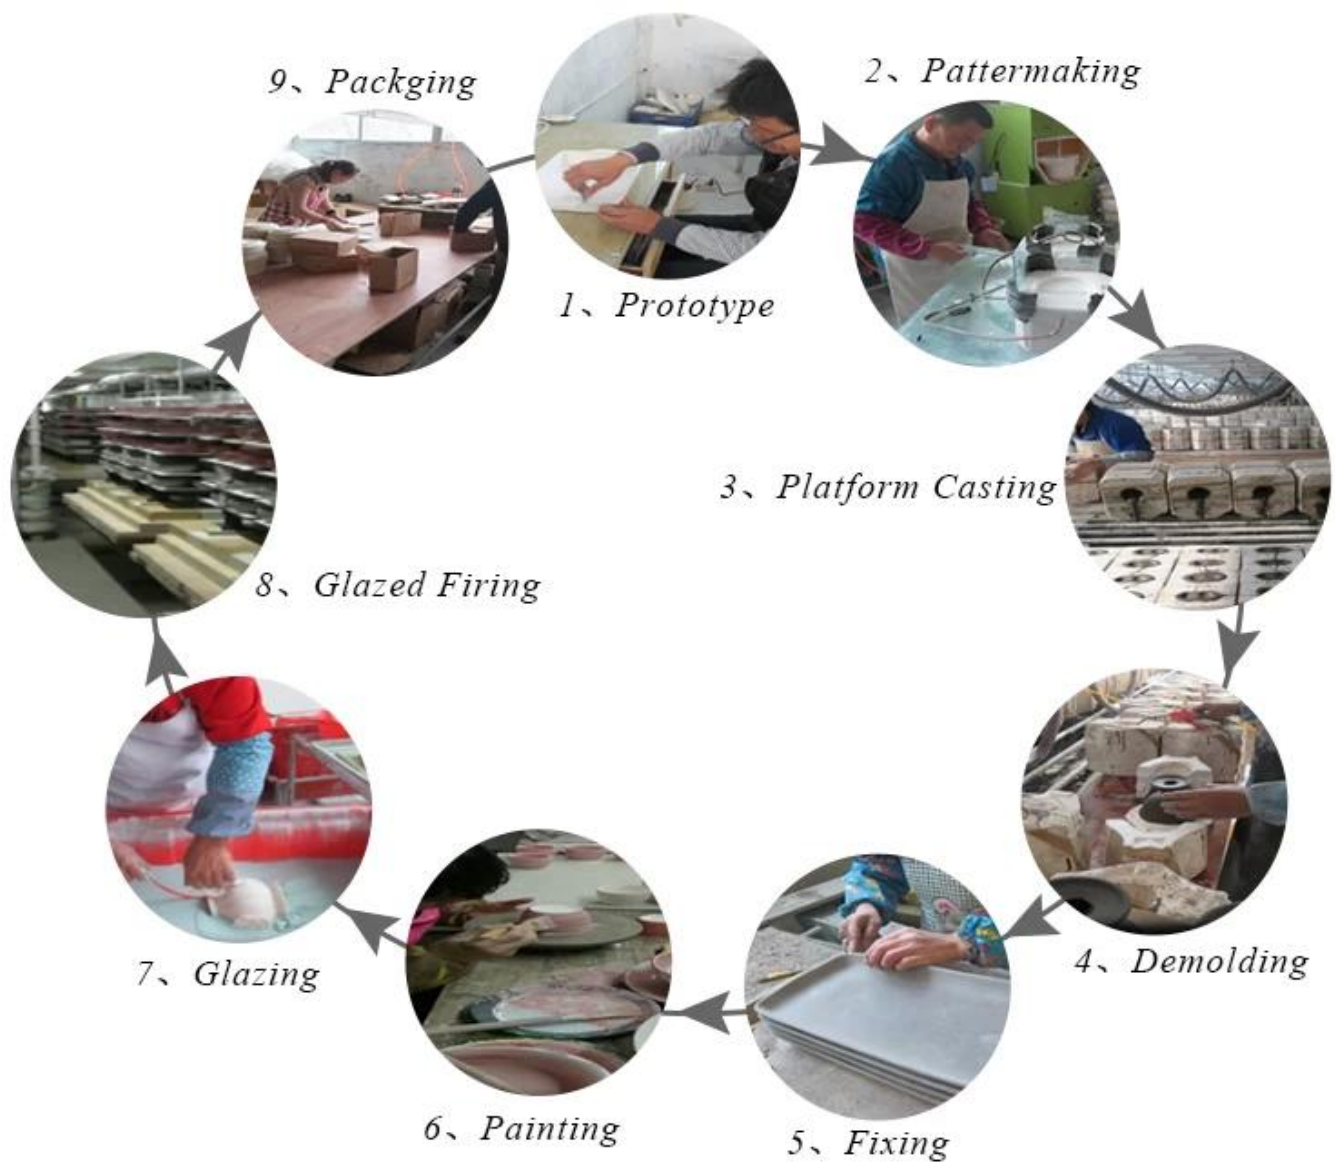 1、Prototype
2、Pattermaking
3、Platform Casting
4、Demolding
5、Fixing
6、Painting
7、Glazing
8、Glazed Firing
9、Packging